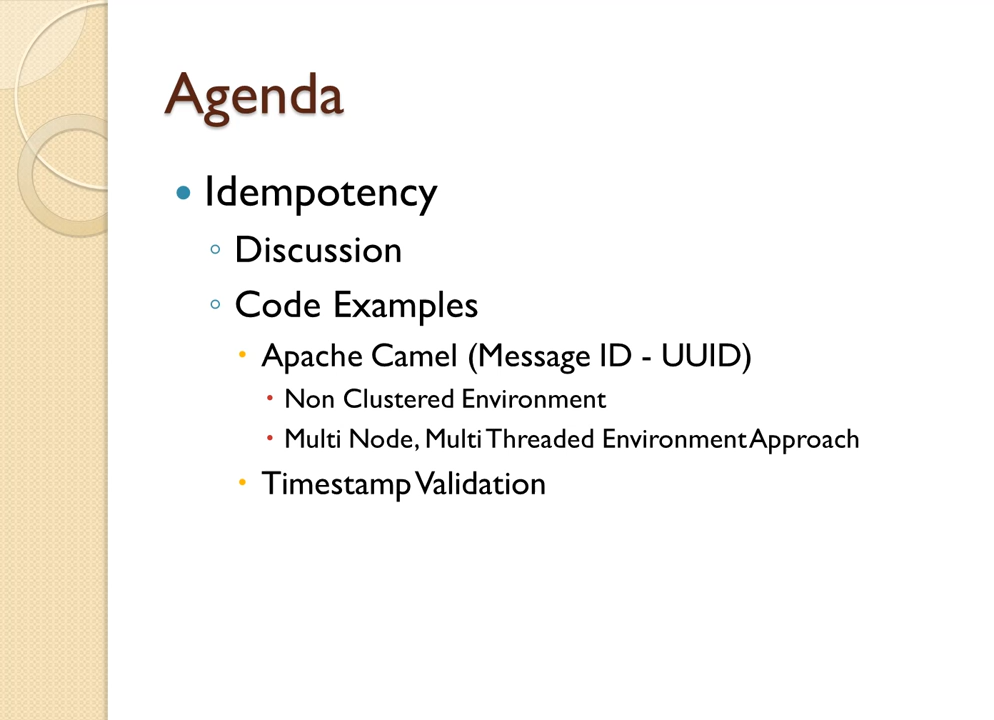 Agenda
Idempotency
Discussion
Code Examples
Apache Camel (Message ID - UUID)
Non Clustered Environment
Multi Node, Multi Threaded Environment Approach
Timestamp Validation